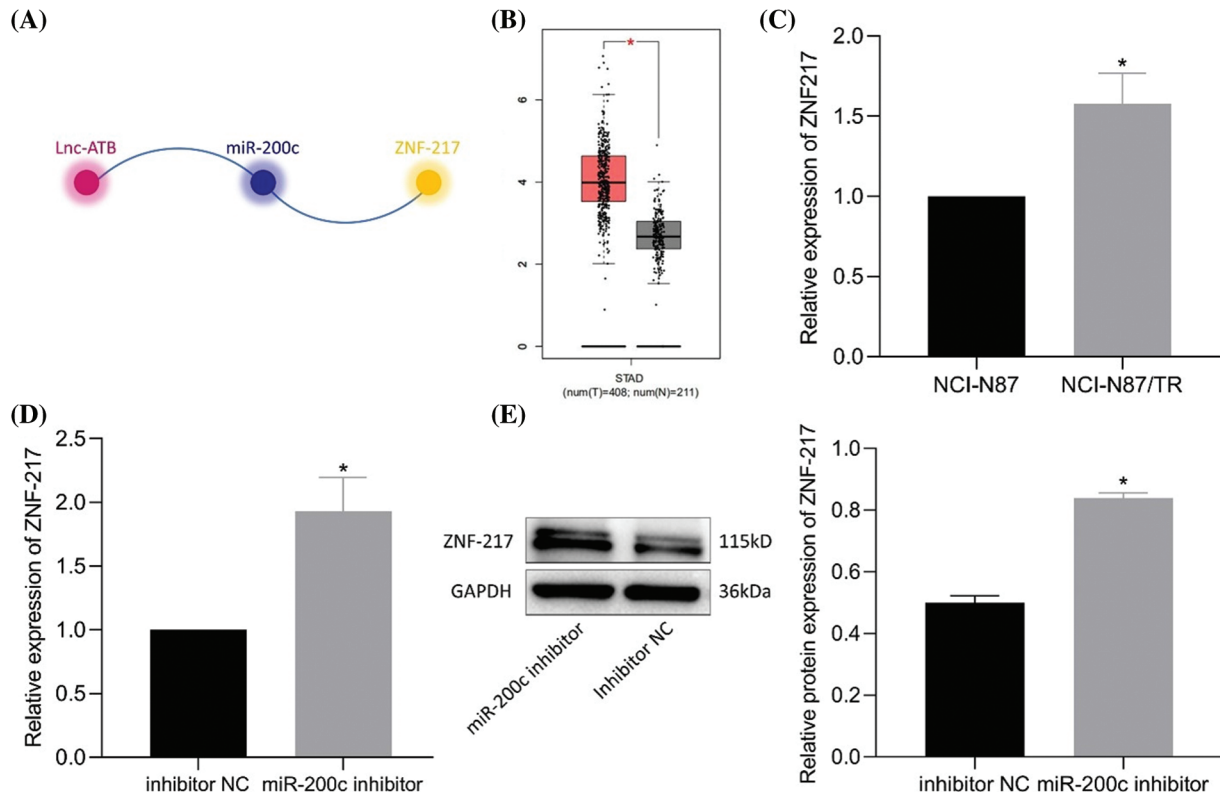 (A)
Lnc-ATB
miR-200c
ZNF-217
(B)
*
6
4
2
0
STAD
(num(T)=408; num(N)=211)
(C)
Relative expression of ZNF217
2.0
1.5
1.0
0.5
0.0
*
NCI-N87
NCI-N87/TR
(D)
Relative expression of ZNF-217
2.5
2.0
1.5
1.0
0.5
0.0
*
inhibitor NC
miR-200c inhibitor
(E)
ZNF-217
115kD
GAPDH
36kDa
miR-200c inhibitor
Inhibitor NC
Relative protein expression of ZNF-217
1.0
0.8
0.6
0.4
0.2
0.0
*
inhibitor NC
miR-200c inhibitor